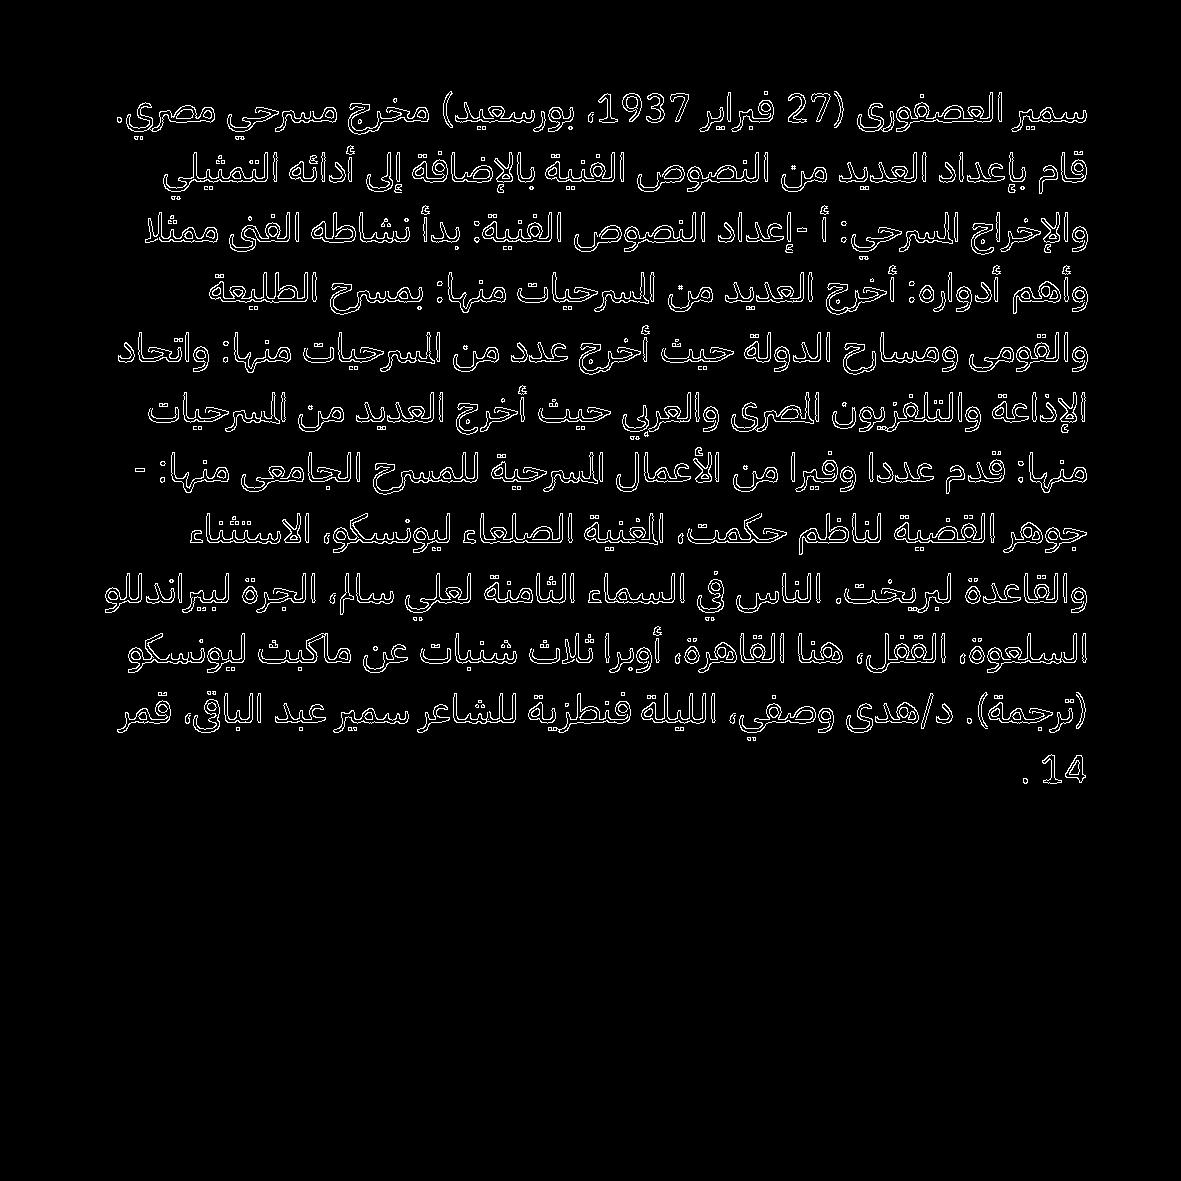 سمير العصفورى (27 فبراير 1937، بورسعيد) مخرج مسرحي مصري.
قام بإعداد العديد من النصوص الفنية بالإضافة إلى أدائه التمثيلي
والإخراج المسرحي: أ -إعداد النصوص الفنية: بدأ نشاطه الفنى ممثلا
وأهم أدواره: أخرج العديد من المسرحيات منها: بمسرح الطليعة
والقومى ومسارح الدولة حيث أخرج عدد من المسرحيات منها: واتحاد
الإذاعة والتلفزيون المصرى والعربي حيث أخرج العديد من المسرحيات
منها: قدم عددا وفيرا من الأعمال المسرحية للمسرح الجامعى منها: -
جوهر القضية لناظم حكمت، المغنية الصلعاء ليونسكو، الاستثناء
والقاعدة لبريخت. الناس في السماء الثامنة لعلي سالم، الجرة لبيراندللو
السلعوة، القفل، هنا القاهرة، أوبرا ثلاث شنبات عن ماكبث ليونسكو
(ترجمة). د/هدى وصفي، الليلة فنطزية للشاعر سمير عبد الباقى، قمر
14 .